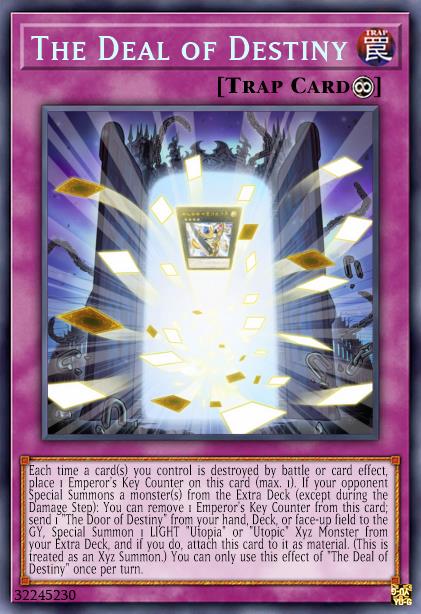 THE DEAL OF DESTINY
TRAP
罠
[TRAP CARD∞]
Each time a card(s) you control is destroyed by battle or card effect,
place 1 Emperor's Key Counter on this card (max. 1). If your opponent
Special Summons a monster(s) from the Extra Deck (except during the
Damage Step): You can remove 1 Emperor's Key Counter from this card;
send 1 "The Door of Destiny" from your hand, Deck, or face-up field to the
GY, Special Summon 1 LIGHT "Utopia" or "Utopic" Xyz Monster from
your Extra Deck, and if you do, attach this card to it as material. (This is
treated as an Xyz Summon.) You can only use this effect of "The Deal of
Destiny" once per turn.
32245230